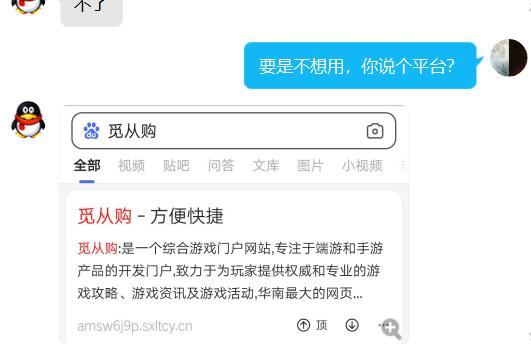 不了
要是不想用，你说个平台？
du
觅从购
全部 视频 贴吧 问答 文库 图片 小视频
觅从购 - 方便快捷
觅从购:是一个综合游戏门户网站,专注于端游和手游
产品的开发门户,致力于为玩家提供权威和专业的游
戏攻略、游戏资讯及游戏活动,华南最大的网页...
amsw6j9p.sxltcy.cn 顶